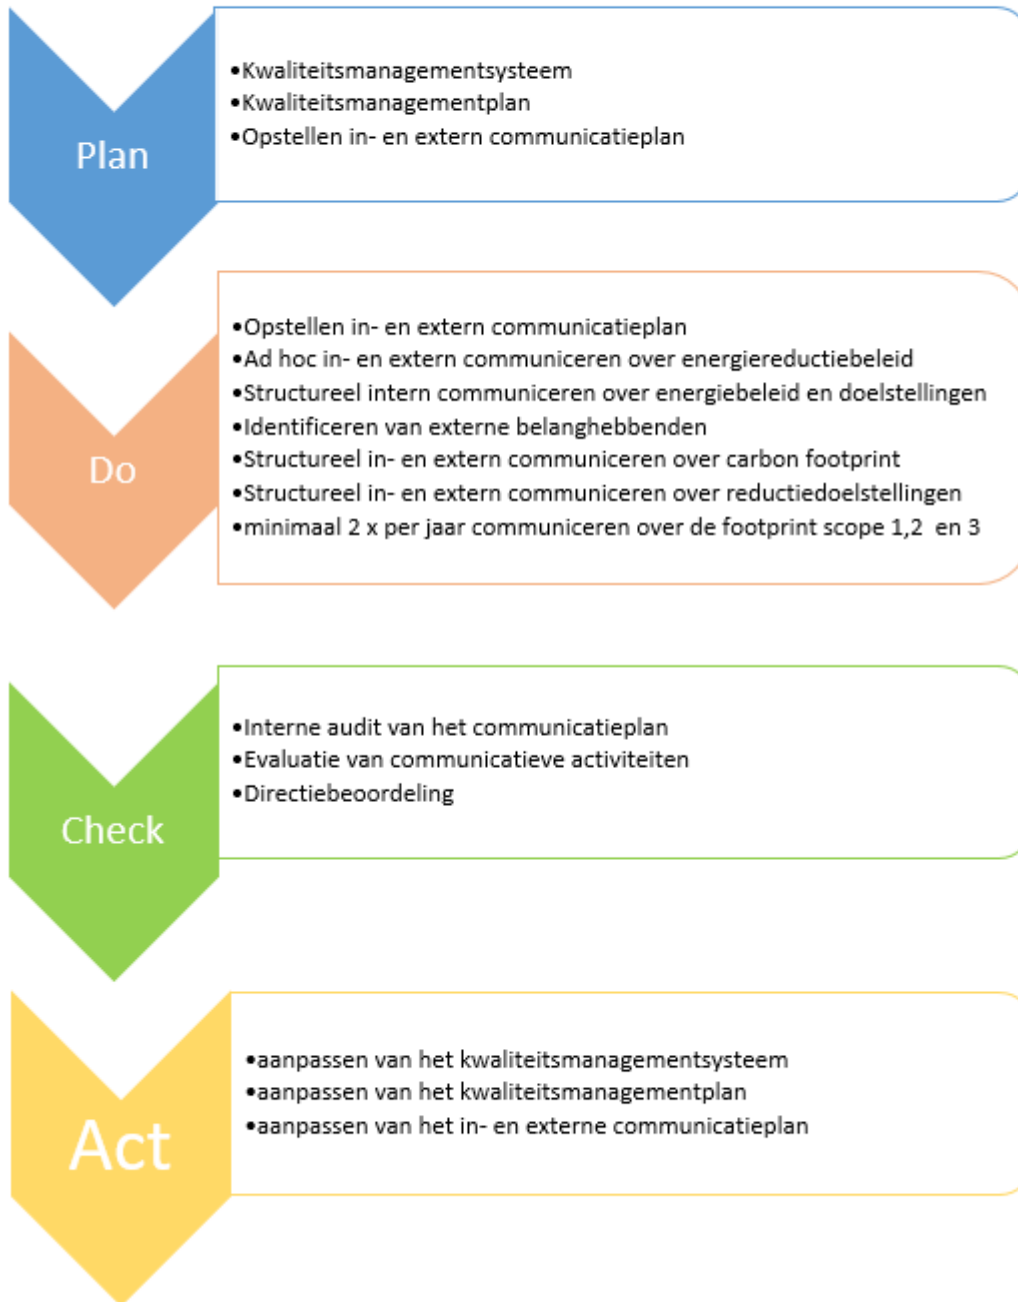 Plan
•Kwaliteitsmanagementsysteem
•Kwaliteitsmanagementplan
•Opstellen in- en extern communicatieplan
Do
•Opstellen in- en extern communicatieplan
•Ad hoc in- en extern communiceren over energiereductiebeleid
•Structureel intern communiceren over energiebeleid en doelstellingen
•Identificeren van externe belanghebbenden
•Structureel in- en extern communiceren over carbon footprint
•Structureel in- en extern communiceren over reductiedoelstellingen
•minimaal 2 x per jaar communiceren over de footprint scope 1,2  en 3
Check
•Interne audit van het communicatieplan
•Evaluatie van communicatieve activiteiten
•Directiebeoordeling
Act
•aanpassen van het kwaliteitsmanagementsysteem
•aanpassen van het kwaliteitsmanagementplan
•aanpassen van het in- en externe communicatieplan